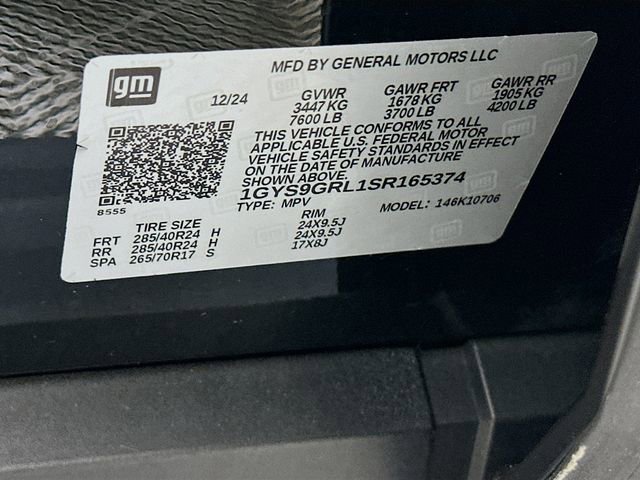 gm
MFD BY GENERAL MOTORS LLC
12/24
GVWR GAWR FRT GAWR RR
3447 KG 1678 KG 1905 KG
7600 LB 3700 LB 4200 LB
THIS VEHICLE CONFORMS TO ALL
APPLICABLE U.S. FEDERAL MOTOR
VEHICLE SAFETY STANDARDS IN EFFECT
ON THE DATE OF MANUFACTURE
SHOWN ABOVE.
1GYS9GRL1SR165374
8555
TYPE: MPV MODEL: 146K10706
TIRE SIZE RIM
FRT 285/40R24 H 24X9.5J
RR 285/40R24 H 24X9.5J
SPA 265/70R17 S 17X8J